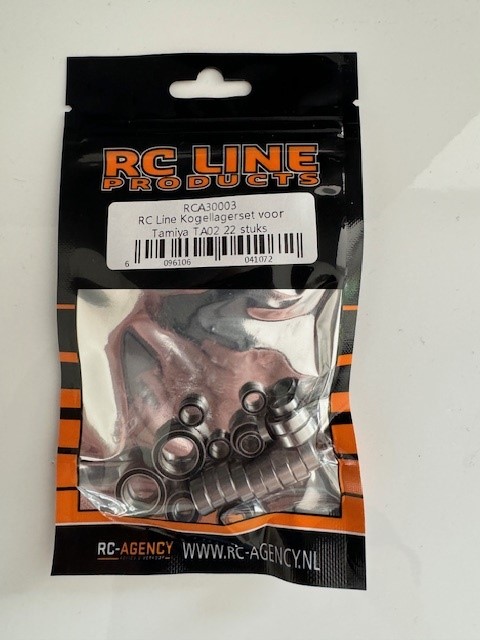 RC LINE
PRODUCTS
RCA30003
RC Line Kogellagerset voor
Tamiya TA02 22 stuks
6 096106 041072
RC-AGENCY
WWW.RC-AGENCY.NL